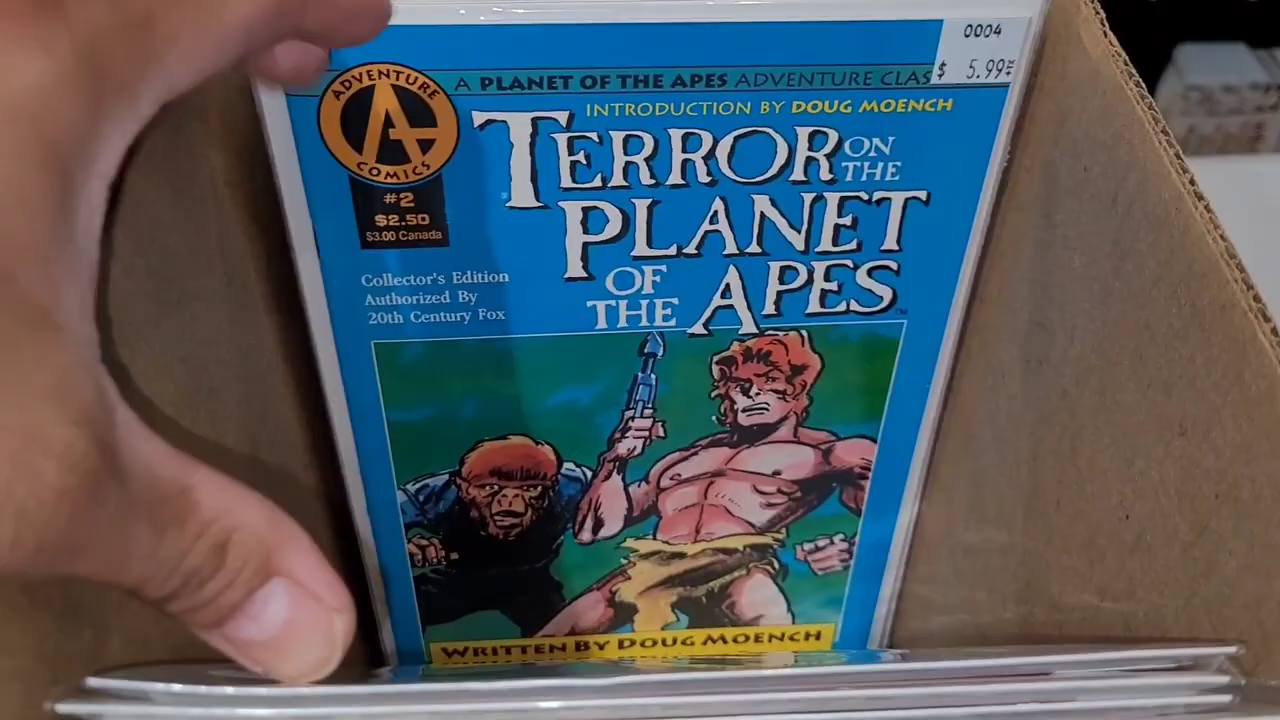 0004
$ 5.99
A PLANET OF THE APES ADVENTURE CLAS
ADVENTURE
A
COMICS
INTRODUCTION BY DOUG MOENCH
TERROR ON THE
PLANET
OF THE APES™
#2
$2.50
$3.00 Canada
Collector's Edition
Authorized By
20th Century Fox
WRITTEN BY DOUG MOENCH